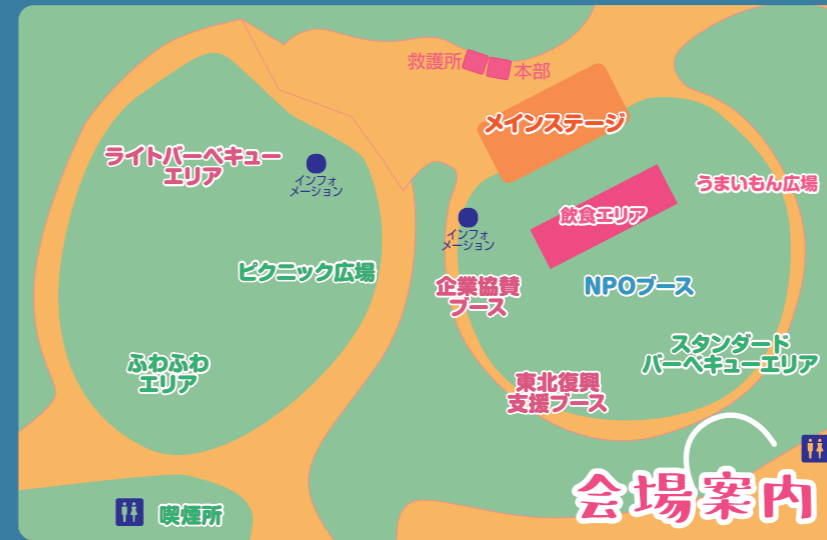 救護所
本部
メインステージ
ライトバーベキュー
エリア
インフォ
メーション
うまいもん広場
飲食エリア
インフォ
メーション
ピクニック広場
企業協賛
ブース
NPOブース
スタンダード
バーベキューエリア
ふわふわ
エリア
東北復興
支援ブース
会場案内
喫煙所